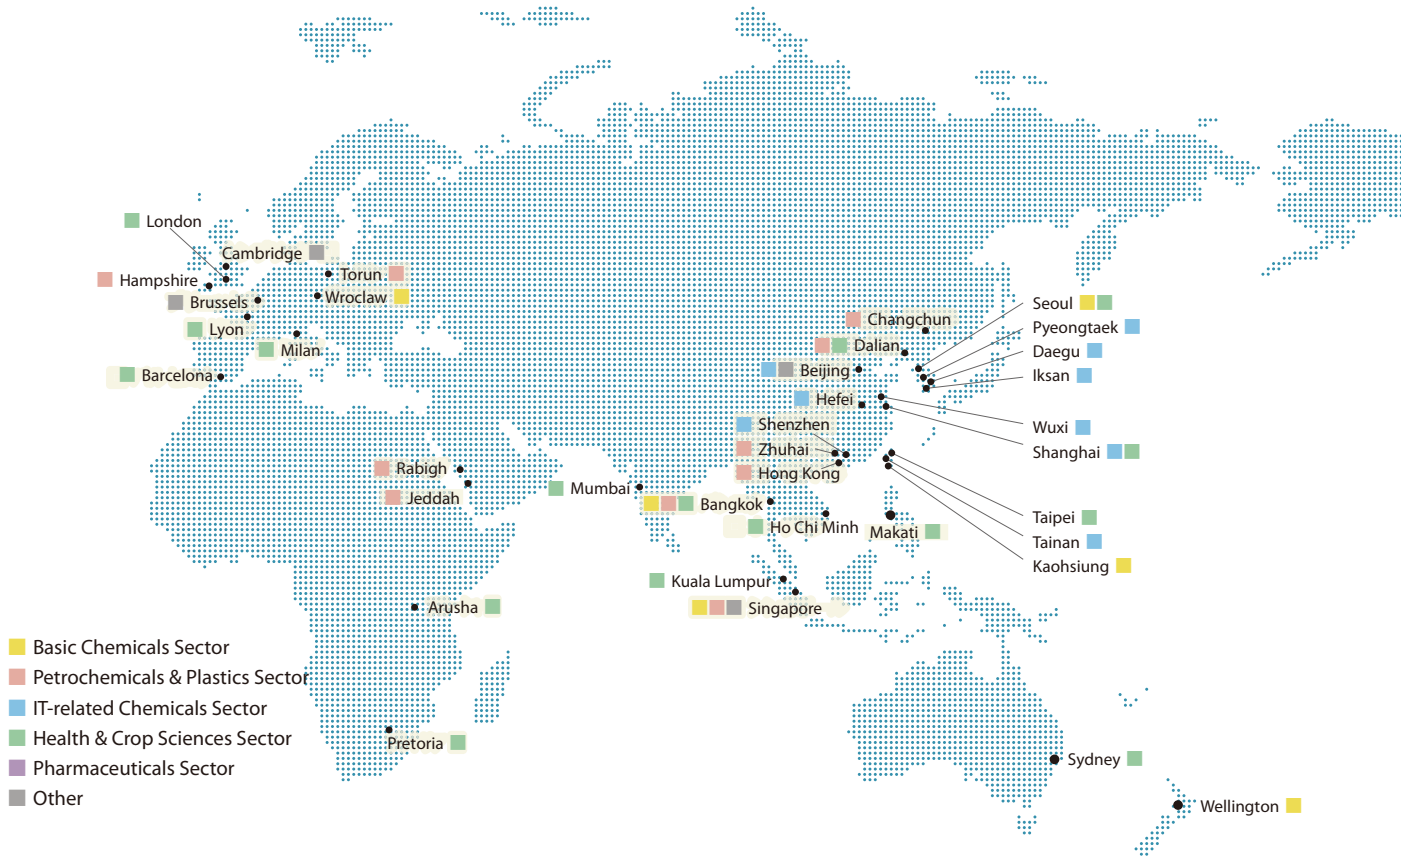 London
Cambridge
Hampshire
Torun
Brussels
Wroclaw
Lyon
Milan
Barcelona
Rabigh
Jeddah
Mumbai
Changchun
Dalian
Beijing
Hefei
Shenzhen
Zhuhai
Hong Kong
Bangkok
Ho Chi Minh
Makati
Kuala Lumpur
Singapore
Arusha
Pretoria
Seoul
Pyeongtaek
Daegu
Iksan
Wuxi
Shanghai
Taipei
Tainan
Kaohsiung
Sydney
Wellington
Basic Chemicals Sector
Petrochemicals & Plastics Sector
IT-related Chemicals Sector
Health & Crop Sciences Sector
Pharmaceuticals Sector
Other